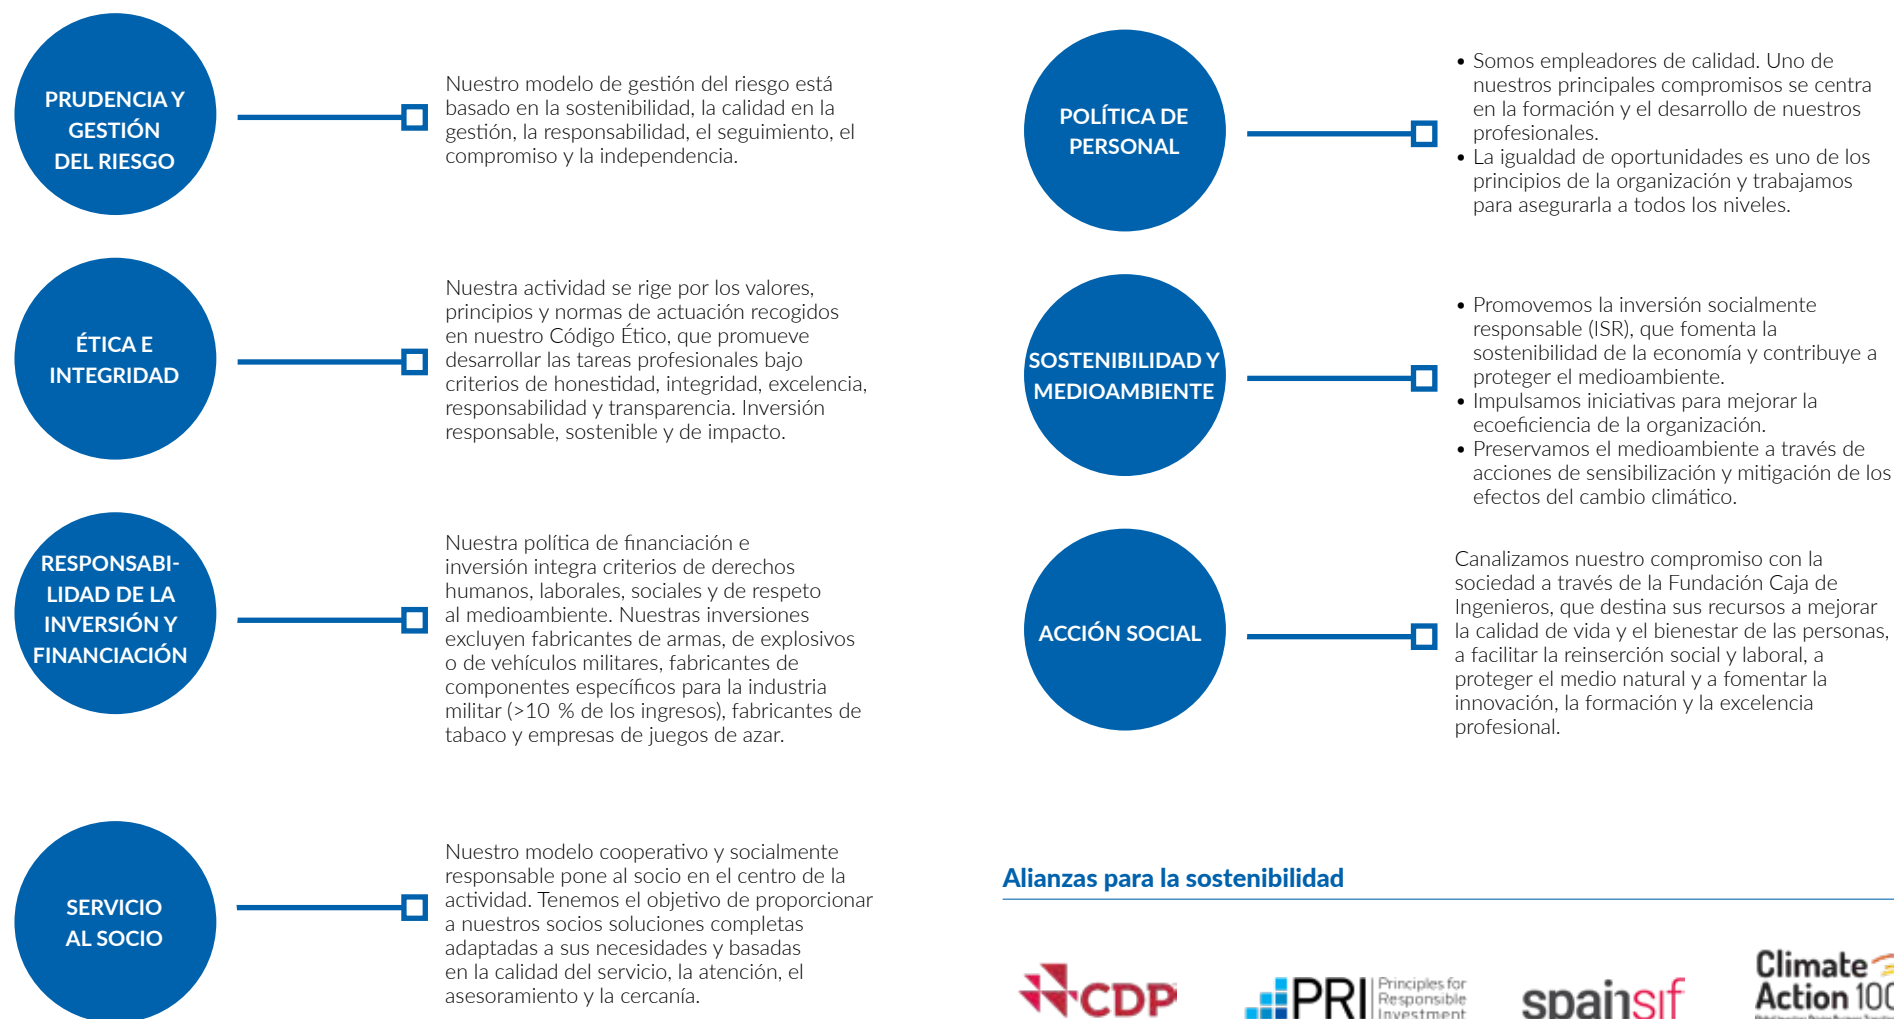 PRUDENCIA Y
GESTIÓN
DEL RIESGO
Nuestro modelo de gestión del riesgo está
basado en la sostenibilidad, la calidad en la
gestión, la responsabilidad, el seguimiento, el
compromiso y la independencia.
ÉTICA E
INTEGRIDAD
Nuestra actividad se rige por los valores,
principios y normas de actuación recogidos
en nuestro Código Ético, que promueve
desarrollar las tareas profesionales bajo
criterios de honestidad, integridad, excelencia,
responsabilidad y transparencia. Inversión
responsable, sostenible y de impacto.
RESPONSABI-
LIDAD DE LA
INVERSIÓN Y
FINANCIACIÓN
Nuestra política de financiación e
inversión integra criterios de derechos
humanos, laborales, sociales y de respeto
al medioambiente. Nuestras inversiones
excluyen fabricantes de armas, de explosivos
o de vehículos militares, fabricantes de
componentes específicos para la industria
militar (>10 % de los ingresos), fabricantes de
tabaco y empresas de juegos de azar.
SERVICIO
AL SOCIO
Nuestro modelo cooperativo y socialmente
responsable pone al socio en el centro de la
actividad. Tenemos el objetivo de proporcionar
a nuestros socios soluciones completas
adaptadas a sus necesidades y basadas
en la calidad del servicio, la atención, el
asesoramiento y la cercanía.
POLÍTICA DE
PERSONAL
• Somos empleadores de calidad. Uno de
nuestros principales compromisos se centra
en la formación y el desarrollo de nuestros
profesionales.
• La igualdad de oportunidades es uno de los
principios de la organización y trabajamos
para asegurarla a todos los niveles.
SOSTENIBILIDAD Y
MEDIOAMBIENTE
• Promovemos la inversión socialmente
responsable (ISR), que fomenta la
sostenibilidad de la economía y contribuye a
proteger el medioambiente.
• Impulsamos iniciativas para mejorar la
ecoeficiencia de la organización.
• Preservamos el medioambiente a través de
acciones de sensibilización y mitigación de los
efectos del cambio climático.
ACCIÓN SOCIAL
Canalizamos nuestro compromiso con la
sociedad a través de la Fundación Caja de
Ingenieros, que destina sus recursos a mejorar
la calidad de vida y el bienestar de las personas,
a facilitar la reinserción social y laboral, a
proteger el medio natural y a fomentar la
innovación, la formación y la excelencia
profesional.
Alianzas para la sostenibilidad
CDP
PRI
Principles for
Responsible
Investment
spainsif
Climate
Action 100